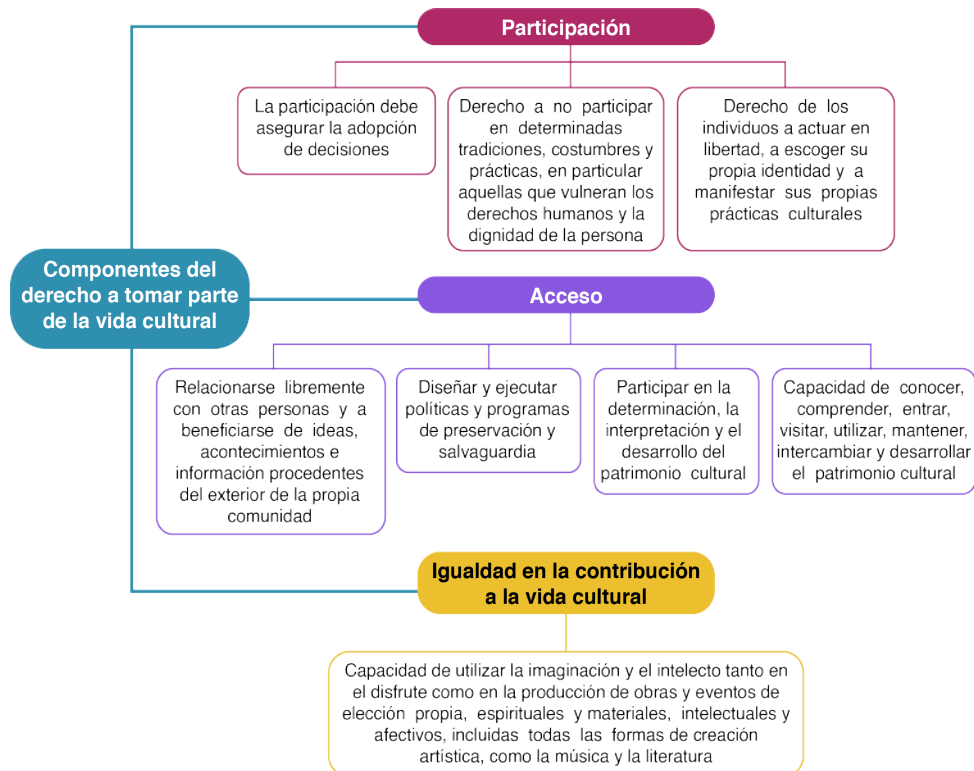 Participación
La participación debe
asegurar la adopción
de decisiones
Derecho a no participar
en determinadas
tradiciones, costumbres y
prácticas, en particular
aquellas que vulneran los
derechos humanos y la
dignidad de la persona
Derecho de los
individuos a actuar en
libertad, a escoger su
propia identidad y a
manifestar sus propias
prácticas culturales
Componentes del
derecho a tomar parte
de la vida cultural
Acceso
Relacionarse libremente
con otras personas y a
beneficiarse de ideas,
acontecimientos e
información procedentes
del exterior de la propia
comunidad
Diseñar y ejecutar
políticas y programas
de preservación y
salvaguardia
Participar en la
determinación, la
interpretación y el
desarrollo del
patrimonio cultural
Capacidad de conocer,
comprender, entrar,
visitar, utilizar, mantener,
intercambiar y desarrollar
el patrimonio cultural
Igualdad en la contribución
a la vida cultural
Capacidad de utilizar la imaginación y el intelecto tanto en
el disfrute como en la producción de obras y eventos de
elección propia, espirituales y materiales, intelectuales y
afectivos, incluidas todas las formas de creación
artística, como la música y la literatura